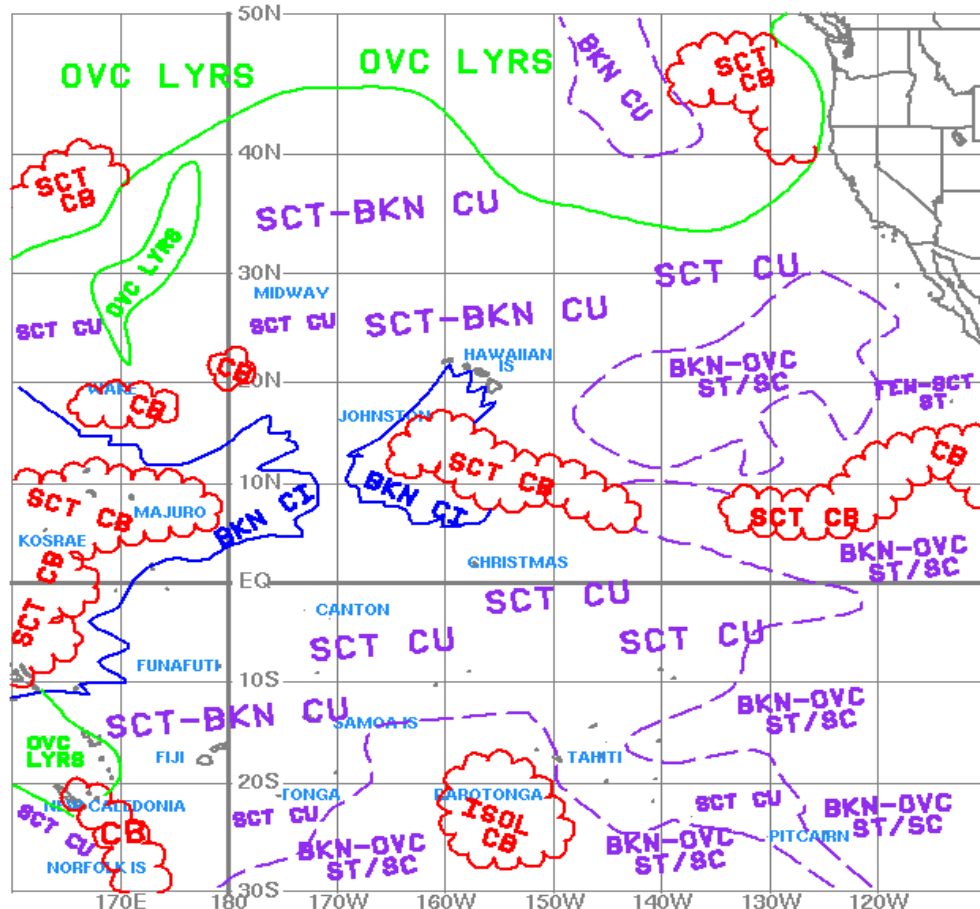 50N
OVC LYRS
OVC LYRS
BKN CU
SCT
CB
40N
SCT
CB
SCT-BKN CU
OVC LYRS
30N
SCT CU
MIDWAY
SCT CU
SCT CU
SCT-BKN CU
HAWAIIAN
IS
CB
20N
BKN-OVC
ST/SC
FEW-SCT
ST
WAKE
CB
JOHNSTON
SCT CB
CB
10N
SCT CB
MAJURO
BKN CI
BKN CI
SCT CB
KOSRAE
BKN-OVC
ST/SC
CHRISTMAS
EQ
SCT CB
SCT CU
CANTON
SCT CU
SCT CU
FUNAFUTI
10S
SCT-BKN CU
SAMOA IS
BKN-OVC
ST/SC
OVC
LYRS
FIJI
TAHITI
20S
NEW CALEDONIA
TONGA
RAROTONGA
SCT CU
SCT CU
SCT CU
ISOL
CB
BKN-OVC
ST/SC
CB
BKN-OVC
ST/SC
BKN-OVC
ST/SC
PITCAIRN
NORFOLK IS
30S
170E 180 170W 160W 150W 140W 130W 120W